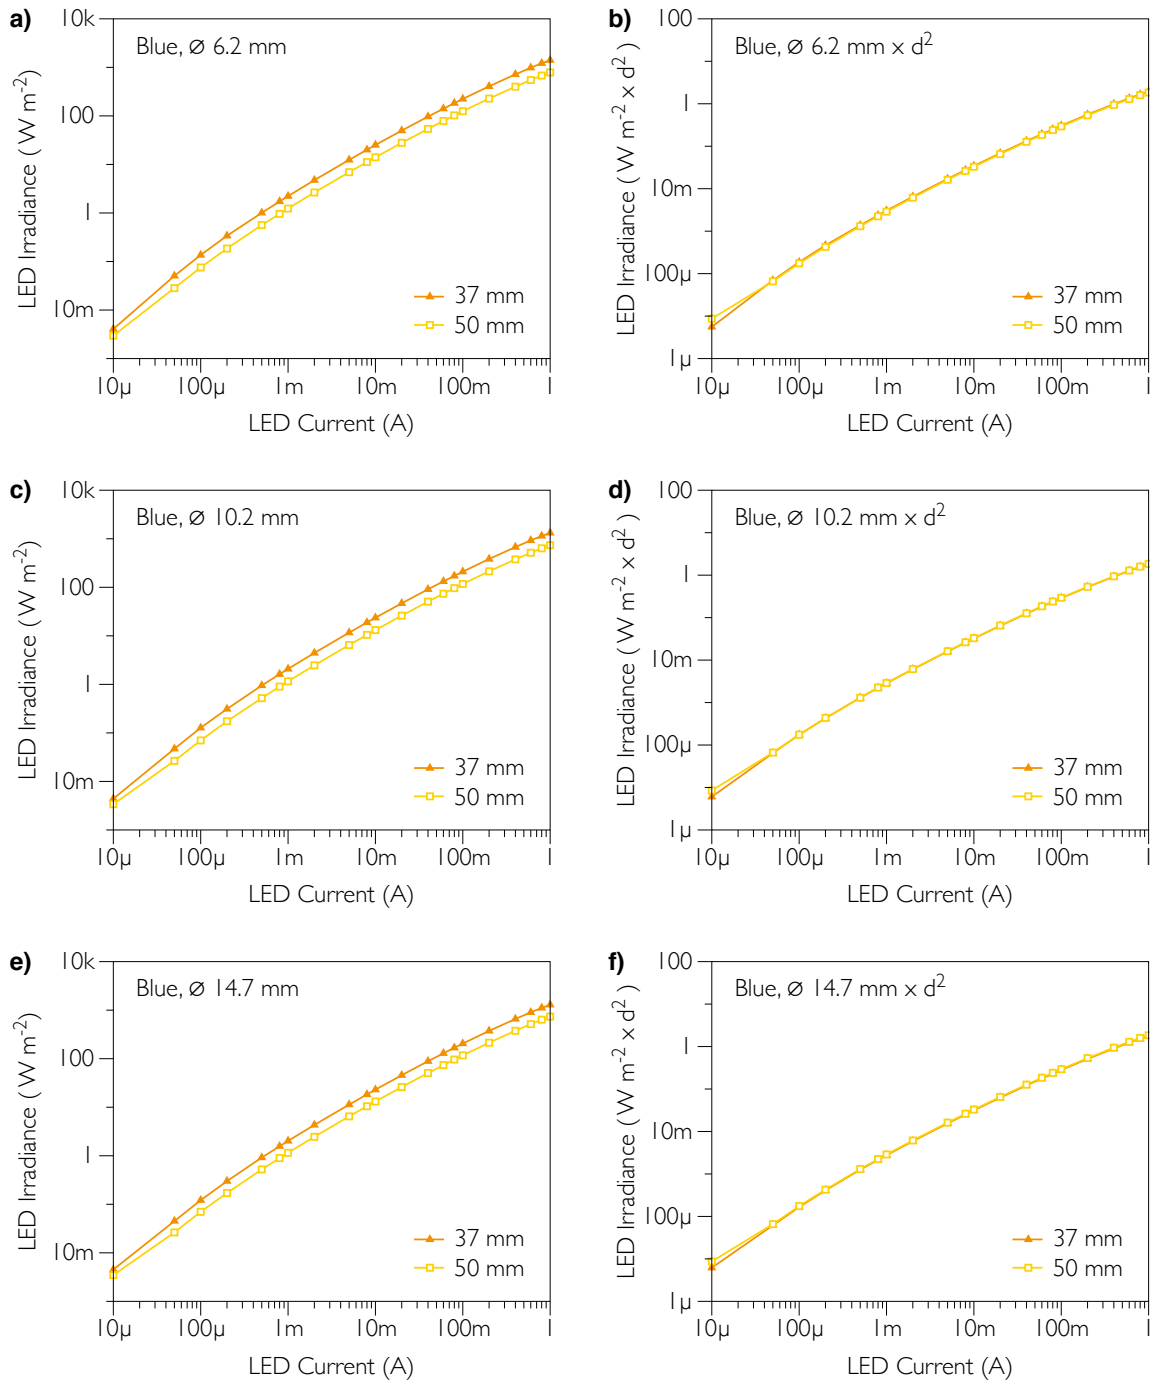 a)
Blue, Ø 6.2 mm
10k
100
1
10m
LED Irradiance ( W m-2)
37 mm
50 mm
10µ 100µ 1m 10m 100m 1
LED Current (A)
b)
Blue, Ø 6.2 mm x d2
100
1
10m
100µ
1µ
LED Irradiance ( W m-2 x d2 )
37 mm
50 mm
10µ 100µ 1m 10m 100m 1
LED Current (A)
c)
Blue, Ø 10.2 mm
10k
100
1
10m
LED Irradiance ( W m-2)
37 mm
50 mm
10µ 100µ 1m 10m 100m 1
LED Current (A)
d)
Blue, Ø 10.2 mm x d2
100
1
10m
100µ
1µ
LED Irradiance ( W m-2 x d2 )
37 mm
50 mm
10µ 100µ 1m 10m 100m 1
LED Current (A)
e)
Blue, Ø 14.7 mm
10k
100
1
10m
LED Irradiance ( W m-2)
37 mm
50 mm
10µ 100µ 1m 10m 100m 1
LED Current (A)
f)
Blue, Ø 14.7 mm x d2
100
1
10m
100µ
1µ
LED Irradiance ( W m-2 x d2 )
37 mm
50 mm
10µ 100µ 1m 10m 100m 1
LED Current (A)